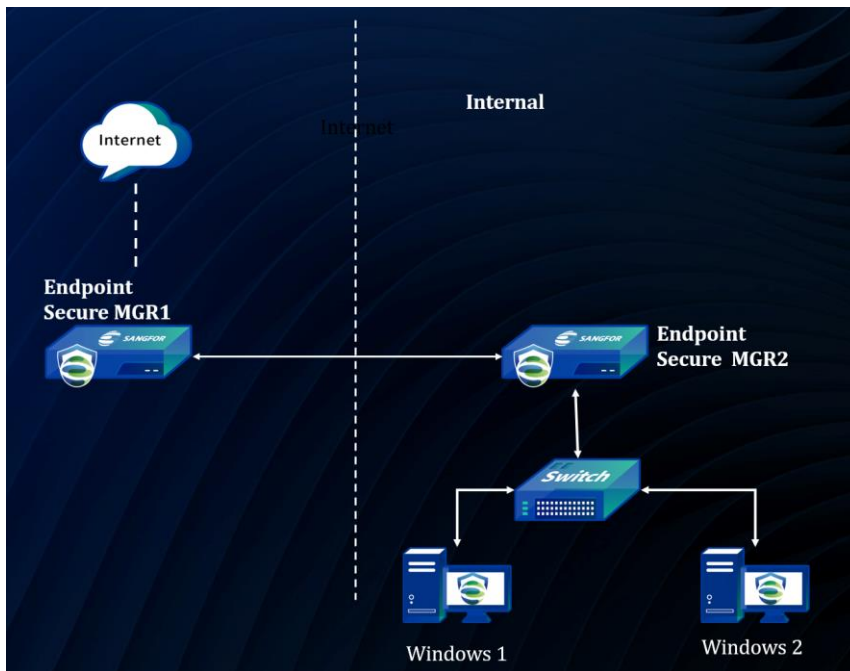 Internal
Internet
Internet
Endpoint
Secure MGR1
SANGFOR
SANGFOR
Endpoint
Secure MGR2
Switch
Windows 1
Windows 2